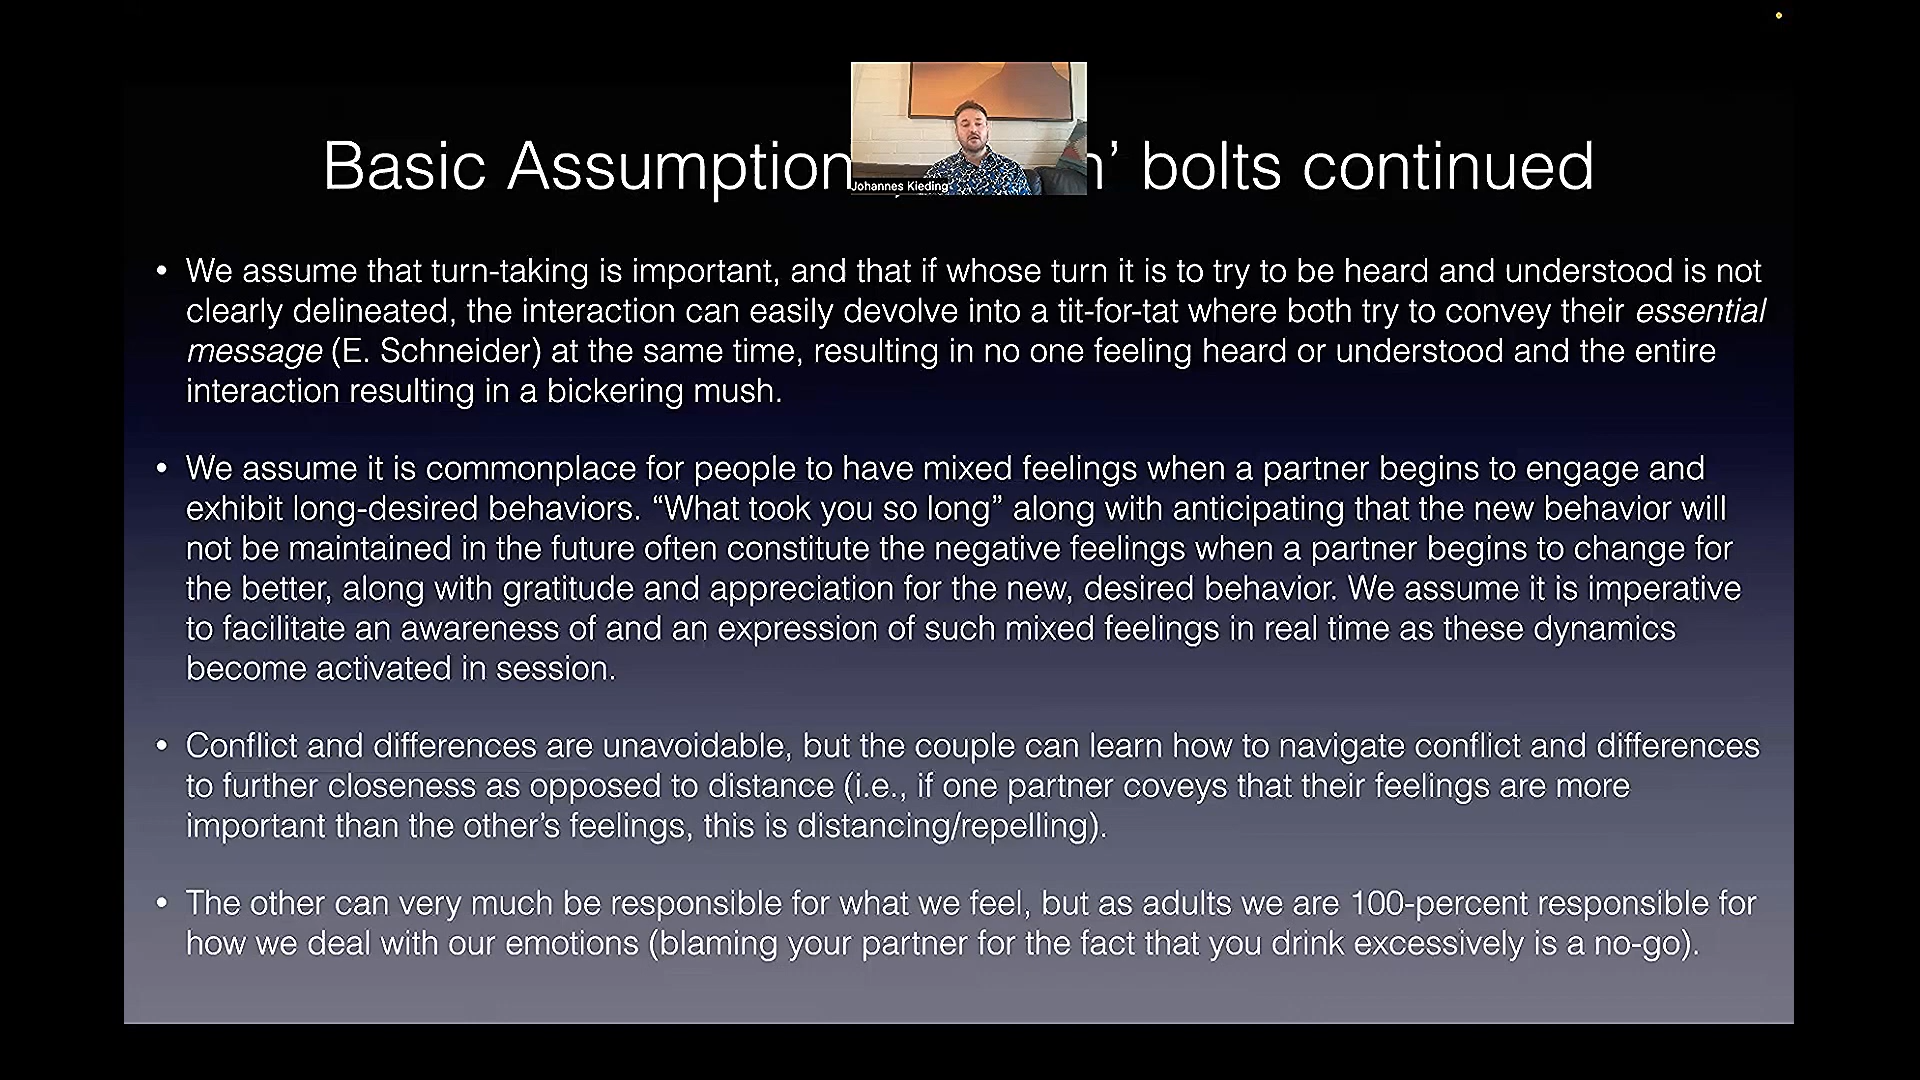 Basic Assumption n’ bolts continued
Johannes Kieding
• We assume that turn-taking is important, and that if whose turn it is to try to be heard and understood is not
clearly delineated, the interaction can easily devolve into a tit-for-tat where both try to convey their essential
message (E. Schneider) at the same time, resulting in no one feeling heard or understood and the entire
interaction resulting in a bickering mush.
• We assume it is commonplace for people to have mixed feelings when a partner begins to engage and
exhibit long-desired behaviors. “What took you so long” along with anticipating that the new behavior will
not be maintained in the future often constitute the negative feelings when a partner begins to change for
the better, along with gratitude and appreciation for the new, desired behavior. We assume it is imperative
to facilitate an awareness of and an expression of such mixed feelings in real time as these dynamics
become activated in session.
• Conflict and differences are unavoidable, but the couple can learn how to navigate conflict and differences
to further closeness as opposed to distance (i.e., if one partner coveys that their feelings are more
important than the other’s feelings, this is distancing/repelling).
• The other can very much be responsible for what we feel, but as adults we are 100-percent responsible for
how we deal with our emotions (blaming your partner for the fact that you drink excessively is a no-go).